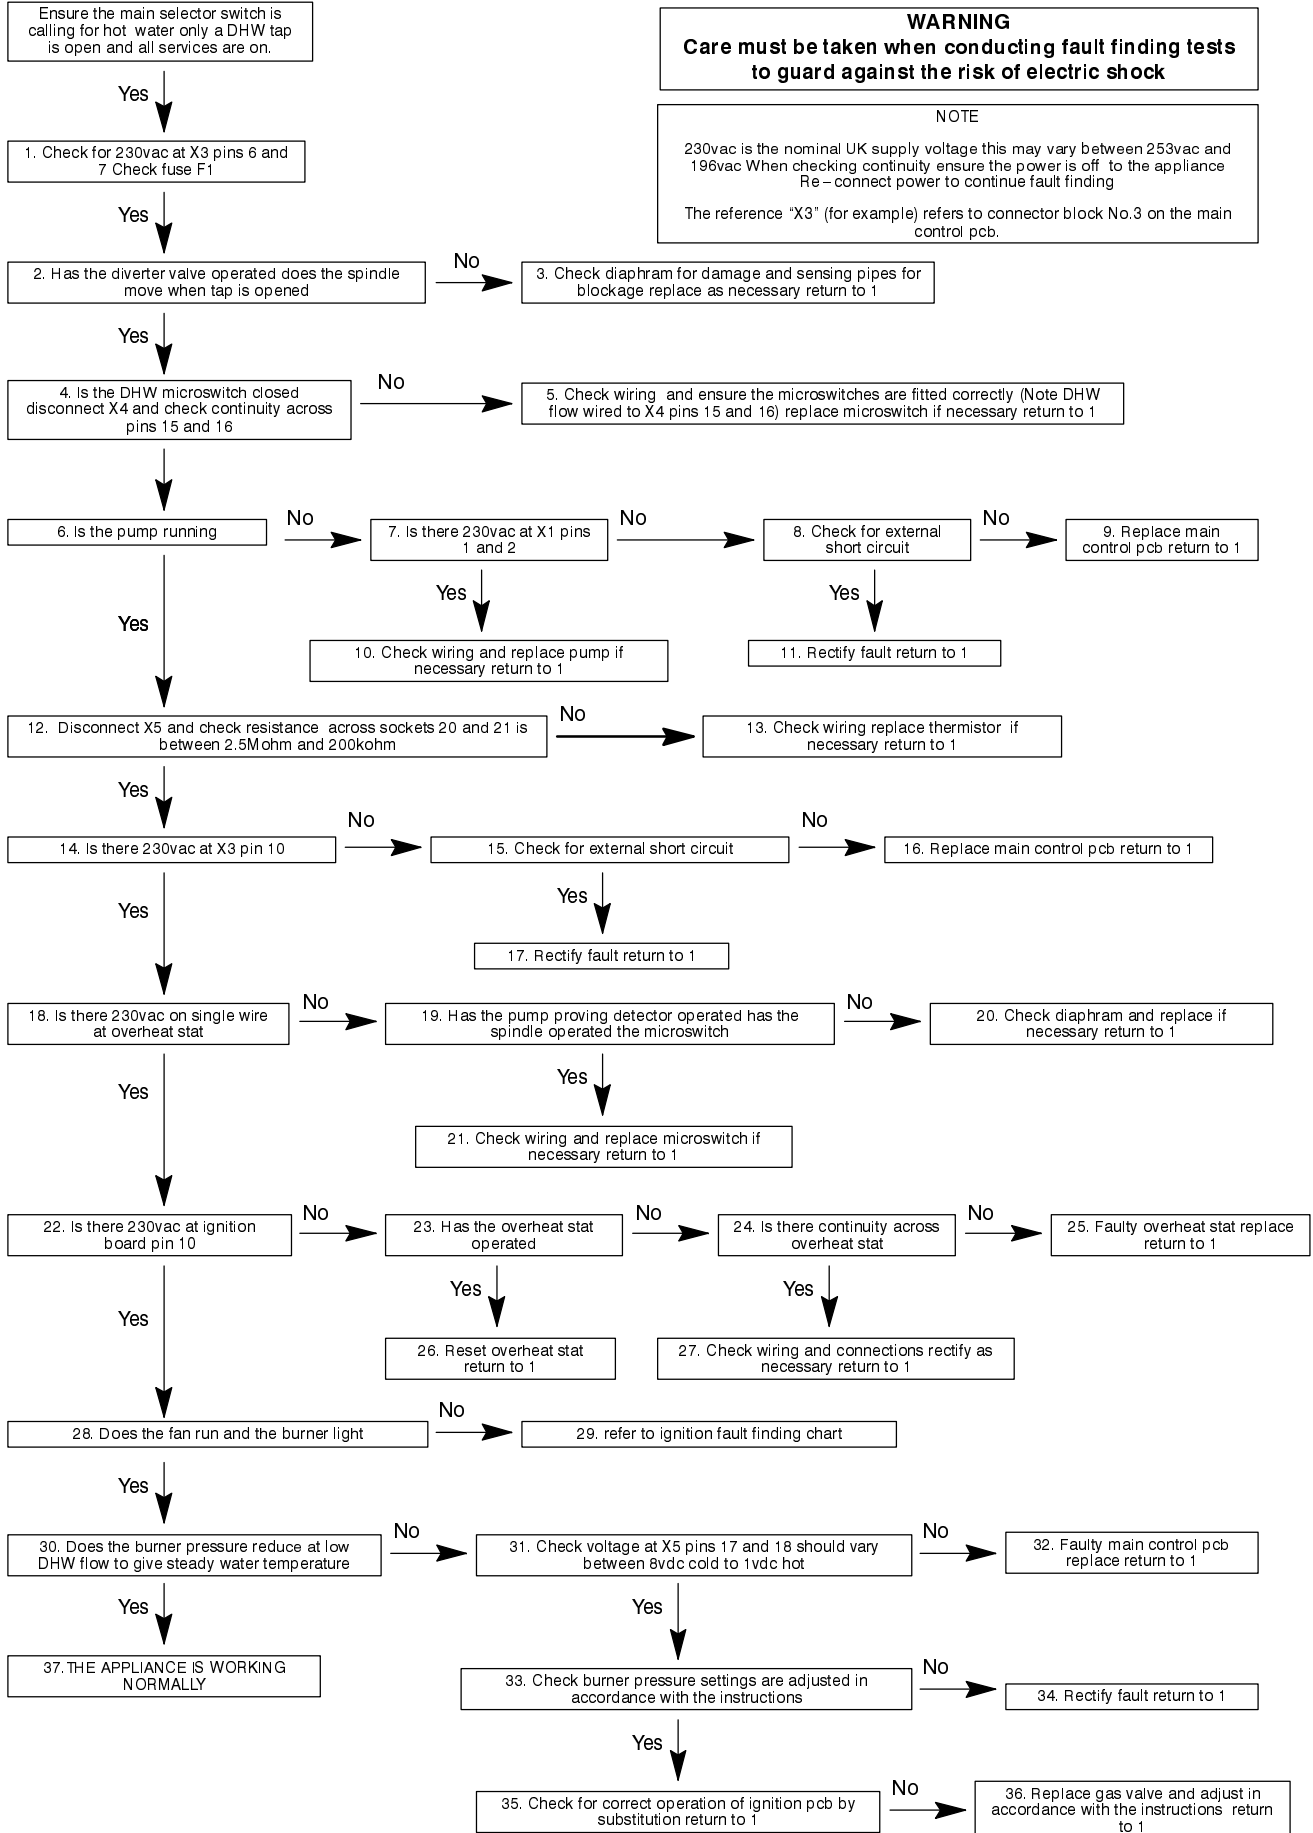 Ensure the main selector switch is
calling for hot water only a DHW tap
is open and all services are on.
WARNING
Care must be taken when conducting fault finding tests
to guard against the risk of electric shock
NOTE
230vac is the nominal UK supply voltage this may vary between 253vac and
196vac When checking continuity ensure the power is off to the appliance
Re-connect power to continue fault finding
The reference “X3” (for example) refers to connector block No.3 on the main
control pcb.
Yes
1. Check for 230vac at X3 pins 6 and
7 Check fuse F1
Yes
2. Has the diverter valve operated does the spindle
move when tap is opened
No
3. Check diaphram for damage and sensing pipes for
blockage replace as necessary return to 1
Yes
4. Is the DHW microswitch closed
disconnect X4 and check continuity across
pins 15 and 16
No
5. Check wiring and ensure the microswitches are fitted correctly (Note DHW
flow wired to X4 pins 15 and 16) replace microswitch if necessary return to 1
6. Is the pump running
No
7. Is there 230vac at X1 pins
1 and 2
No
8. Check for external
short circuit
No
9. Replace main
control pcb return to 1
Yes
Yes
Yes
10. Check wiring and replace pump if
necessary return to 1
11. Rectify fault return to 1
12. Disconnect X5 and check resistance across sockets 20 and 21 is
between 2.5Mohm and 200kohm
No
13. Check wiring replace thermistor if
necessary return to 1
Yes
14. Is there 230vac at X3 pin 10
No
15. Check for external short circuit
No
16. Replace main control pcb return to 1
Yes
Yes
17. Rectify fault return to 1
18. Is there 230vac on single wire
at overheat stat
No
19. Has the pump proving detector operated has the
spindle operated the microswitch
No
20. Check diaphram and replace if
necessary return to 1
Yes
Yes
21. Check wiring and replace microswitch if
necessary return to 1
22. Is there 230vac at ignition
board pin 10
No
23. Has the overheat stat
operated
No
24. Is there continuity across
overheat stat
No
25. Faulty overheat stat replace
return to 1
Yes
Yes
Yes
26. Reset overheat stat
return to 1
27. Check wiring and connections rectify as
necessary return to 1
28. Does the fan run and the burner light
No
29. refer to ignition fault finding chart
Yes
30. Does the burner pressure reduce at low
DHW flow to give steady water temperature
No
31. Check voltage at X5 pins 17 and 18 should vary
between 8vdc cold to 1vdc hot
No
32. Faulty main control pcb
replace return to 1
Yes
Yes
37.THE APPLIANCE IS WORKING
NORMALLY
33. Check burner pressure settings are adjusted in
accordance with the instructions
No
34. Rectify fault return to 1
Yes
35. Check for correct operation of ignition pcb by
substitution return to 1
No
36. Replace gas valve and adjust in
accordance with the instructions return
to 1